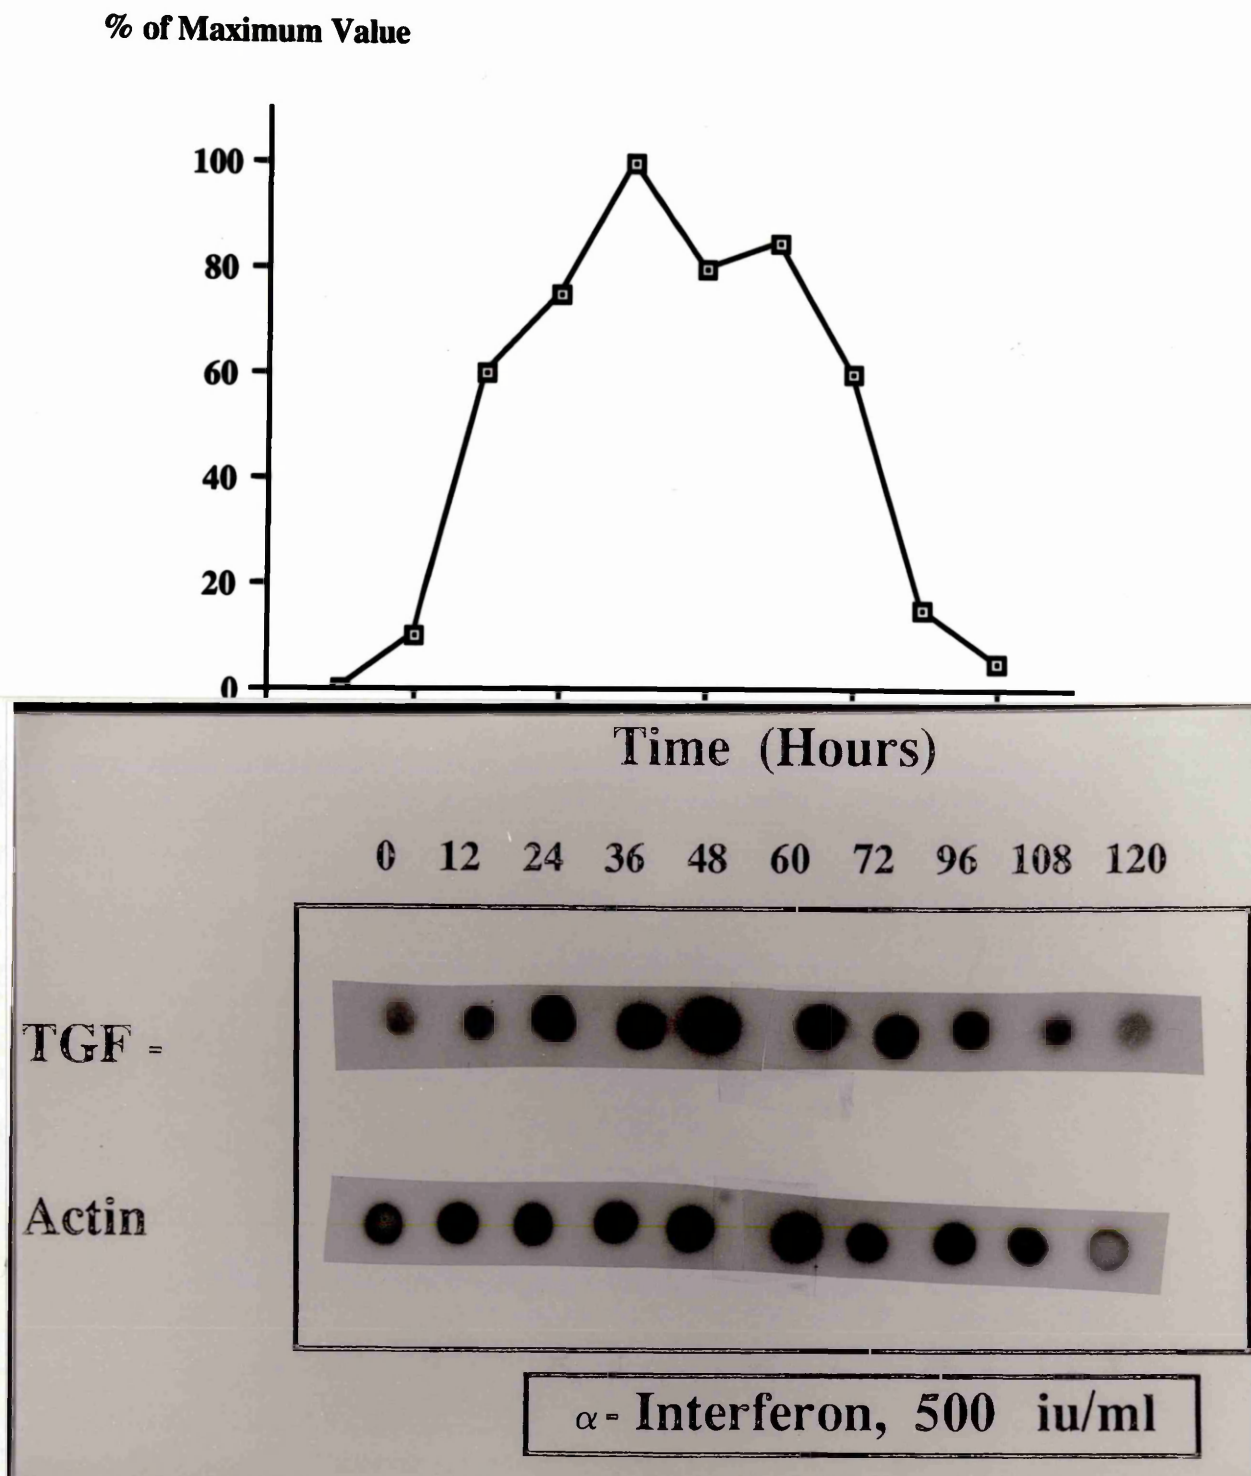 % of Maximum Value
100
80
60
40
20
0
Time (Hours)
0 12 24 36 48 60 72 96 108 120
TGF -
Actin
α- Interferon, 500 iu/ml